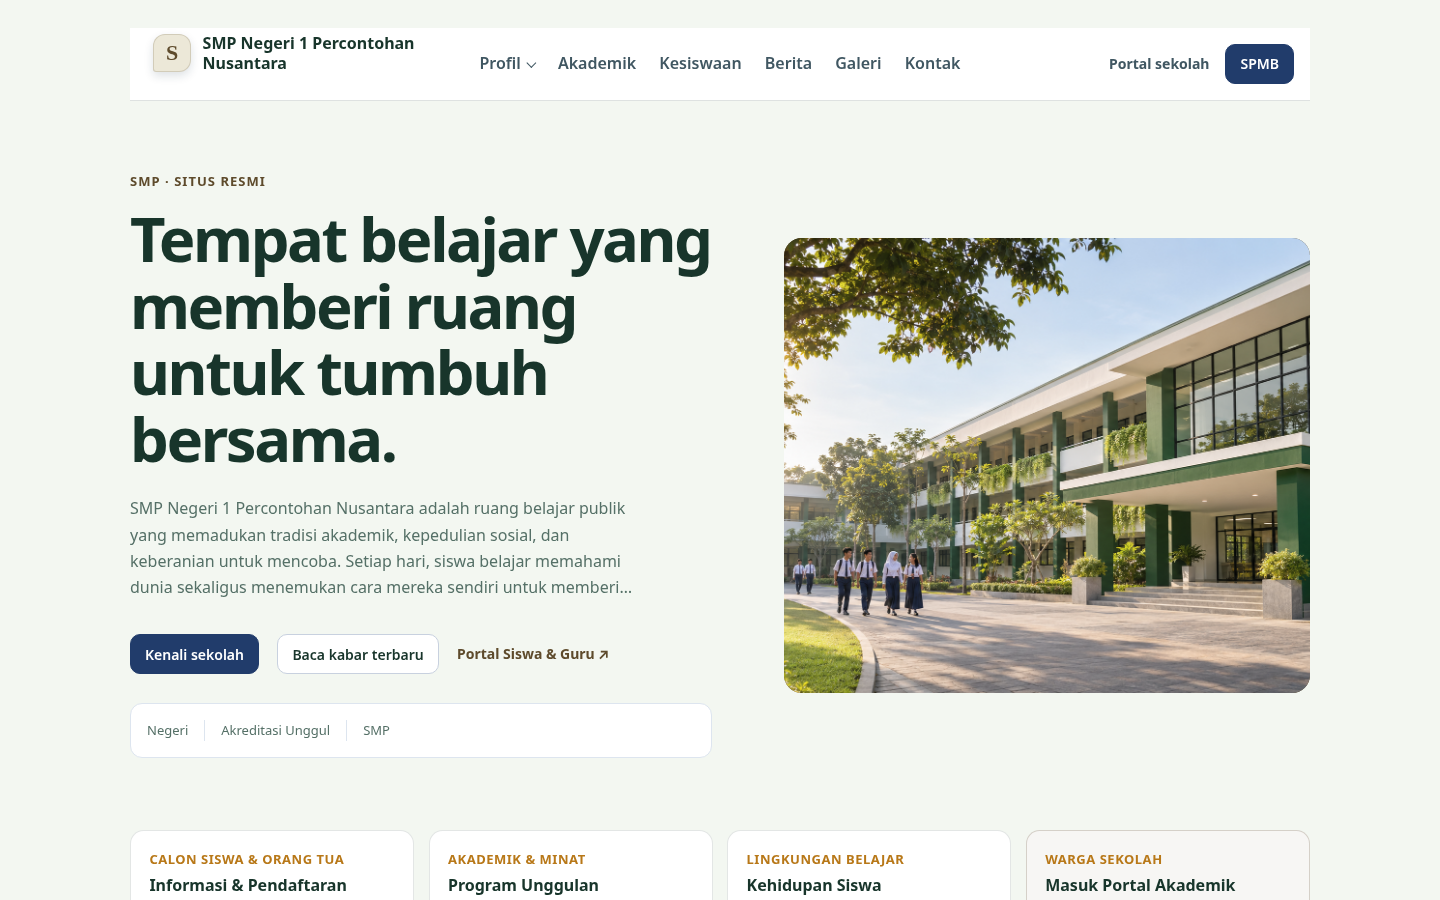 S
SMP Negeri 1 Percontohan
Nusantara
Profil
Akademik
Kesiswaan
Berita
Galeri
Kontak
Portal sekolah
SPMB
SMP · SITUS RESMI
Tempat belajar yang
memberi ruang
untuk tumbuh
bersama.
SMP Negeri 1 Percontohan Nusantara adalah ruang belajar publik
yang memadukan tradisi akademik, kepedulian sosial, dan
keberanian untuk mencoba. Setiap hari, siswa belajar memahami
dunia sekaligus menemukan cara mereka sendiri untuk memberi...
Kenali sekolah
Baca kabar terbaru
Portal Siswa & Guru ↗
Negeri
Akreditasi Unggul
SMP
CALON SISWA & ORANG TUA
Informasi & Pendaftaran
AKADEMIK & MINAT
Program Unggulan
LINGKUNGAN BELAJAR
Kehidupan Siswa
WARGA SEKOLAH
Masuk Portal Akademik